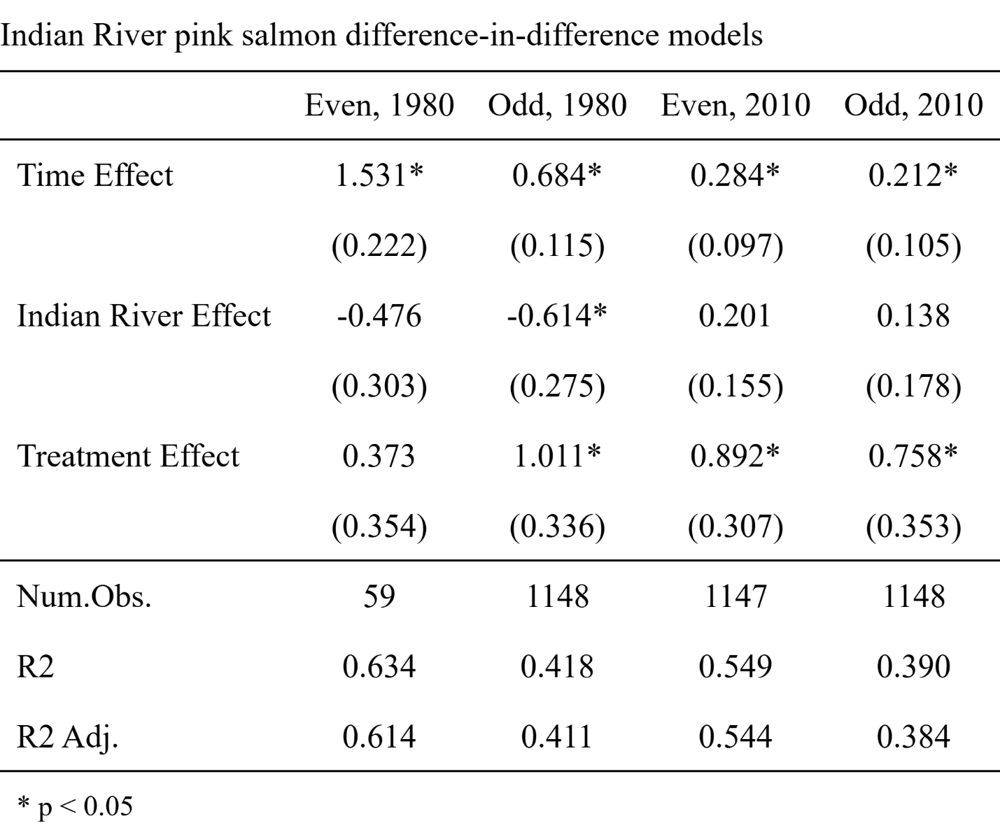 Indian River pink salmon difference-in-difference models
Even, 1980 Odd, 1980 Even, 2010 Odd, 2010
Time Effect 1.531* 0.684* 0.284* 0.212*
(0.222) (0.115) (0.097) (0.105)
Indian River Effect -0.476 -0.614* 0.201 0.138
(0.303) (0.275) (0.155) (0.178)
Treatment Effect 0.373 1.011* 0.892* 0.758*
(0.354) (0.336) (0.307) (0.353)
Num.Obs. 59 1148 1147 1148
R2 0.634 0.418 0.549 0.390
R2 Adj. 0.614 0.411 0.544 0.384
* p < 0.05